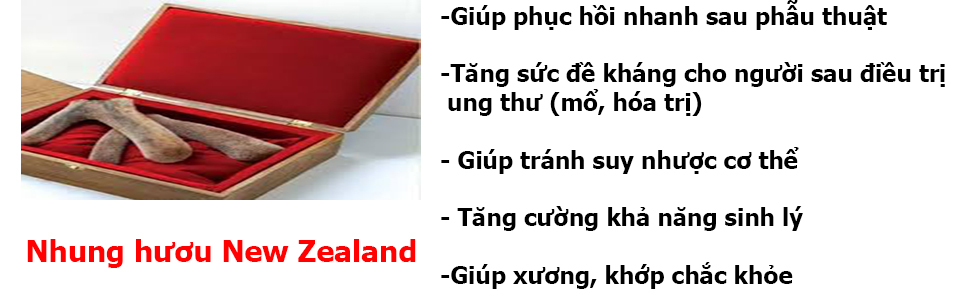 -Giúp phục hồi nhanh sau phẫu thuật
-Tăng sức đề kháng cho người sau điều trị
ung thư (mổ, hóa trị)
- Giúp tránh suy nhược cơ thể
- Tăng cường khả năng sinh lý
-Giúp xương, khớp chắc khỏe
Nhung hươu New Zealand